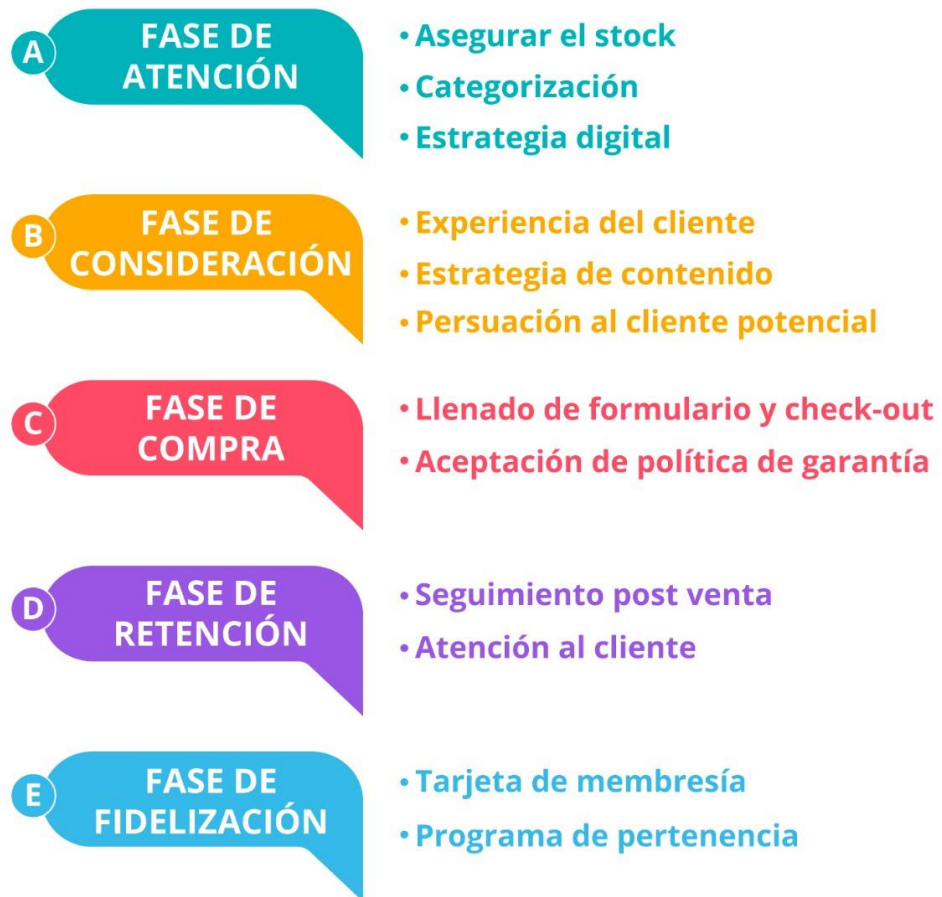 A
FASE DE
ATENCIÓN
• Asegurar el stock
• Categorización
• Estrategia digital
B
FASE DE
CONSIDERACIÓN
• Experiencia del cliente
• Estrategia de contenido
• Persuación al cliente potencial
C
FASE DE
COMPRA
• Llenado de formulario y check-out
• Aceptación de política de garantía
D
FASE DE
RETENCIÓN
• Seguimiento post venta
• Atención al cliente
E
FASE DE
FIDELIZACIÓN
• Tarjeta de membresía
• Programa de pertenencia